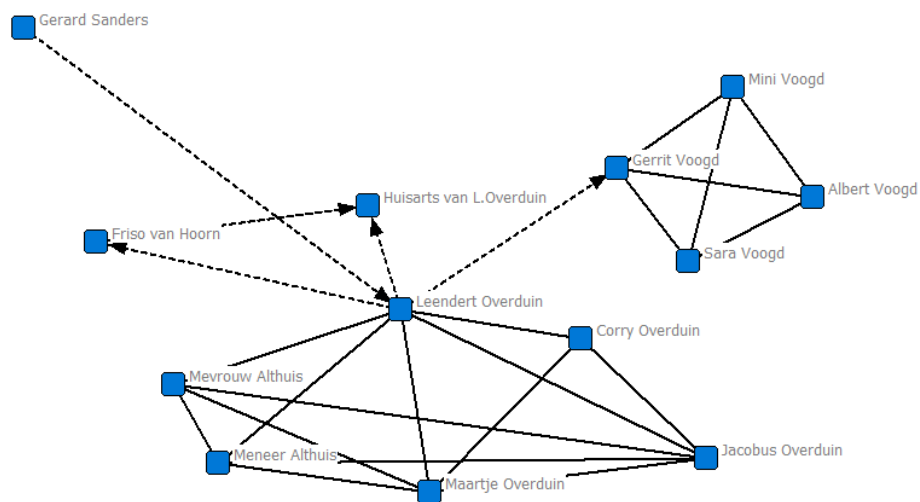 Gerard Sanders
Mini Voogd
Gerrit Voogd
Albert Voogd
Huisarts van L.Overduin
Friso van Hoorn
Sara Voogd
Leendert Overduin
Corry Overduin
Mevrouw Althuis
Meneer Althuis
Jacobus Overduin
Maartje Overduin